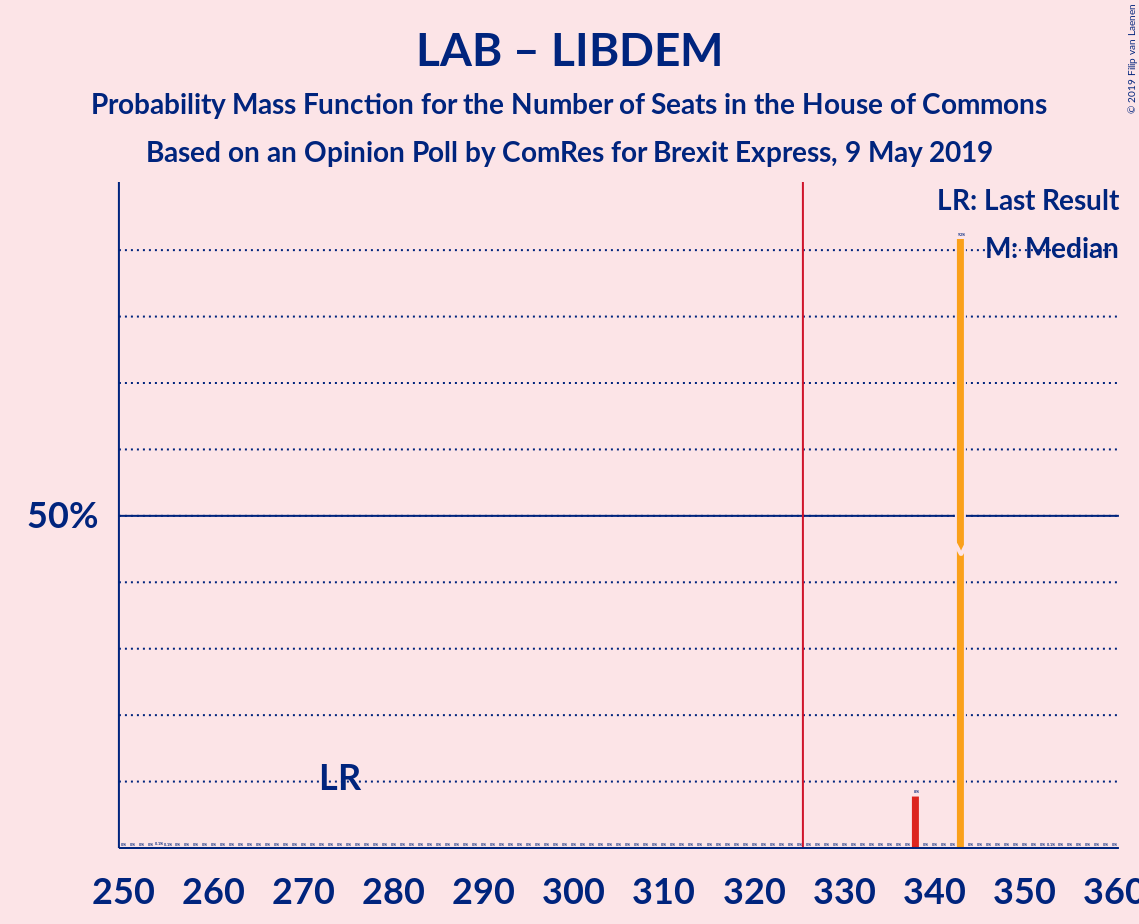 LAB – LIBDEM
Probability Mass Function for the Number of Seats in the House of Commons
Based on an Opinion Poll by ComRes for Brexit Express, 9 May 2019
© 2019 Filip van Laenen
LR: Last Result
M: Median
50%
LR
M
250 260 270 280 290 300 310 320 330 340 350 360